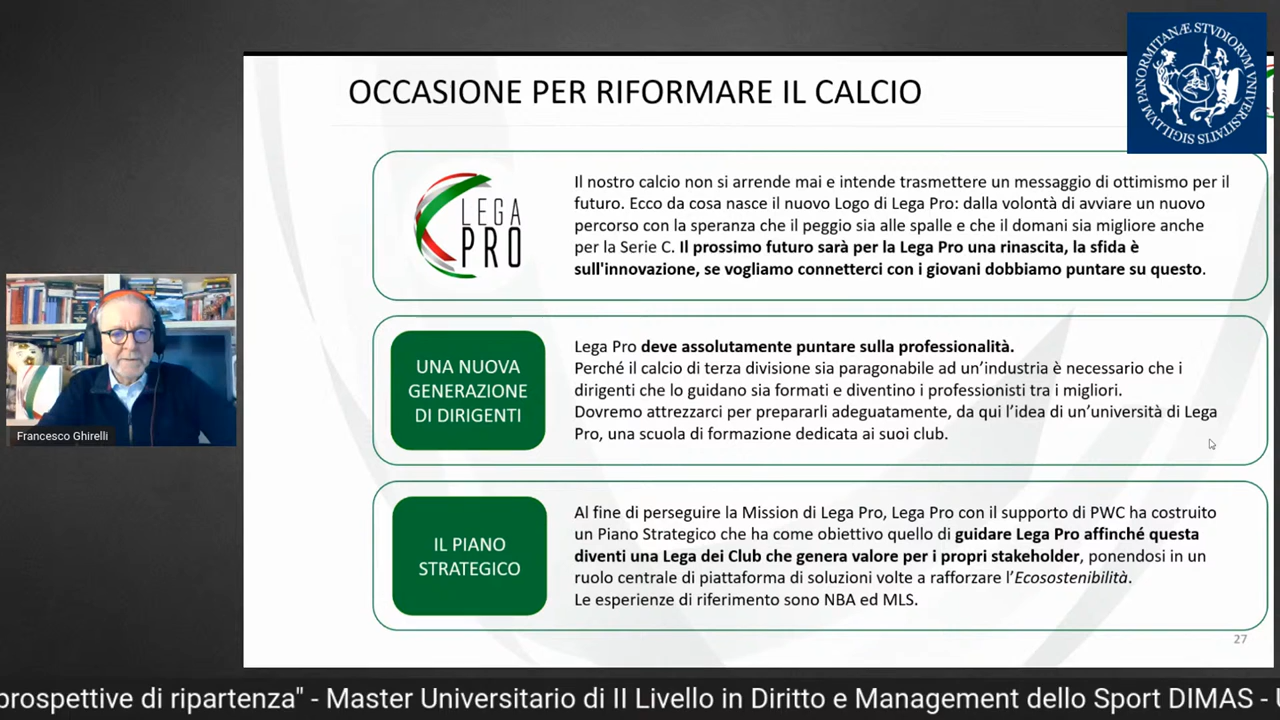 OCCASIONE PER RIFORMARE IL CALCIO
SIGILLVM PANORMITANÆ STVDIORVM VNIVERSITATIS
LEGA
PRO
Il nostro calcio non si arrende mai e intende trasmettere un messaggio di ottimismo per il
futuro. Ecco da cosa nasce il nuovo Logo di Lega Pro: dalla volontà di avviare un nuovo
percorso con la speranza che il peggio sia alle spalle e che il domani sia migliore anche
per la Serie C. Il prossimo futuro sarà per la Lega Pro una rinascita, la sfida è
sull'innovazione, se vogliamo connetterci con i giovani dobbiamo puntare su questo.
UNA NUOVA
GENERAZIONE
DI DIRIGENTI
Lega Pro deve assolutamente puntare sulla professionalità.
Perché il calcio di terza divisione sia paragonabile ad un’industria è necessario che i
dirigenti che lo guidano sia formati e diventino i professionisti tra i migliori.
Dovremo attrezzarci per prepararli adeguatamente, da qui l’idea di un’università di Lega
Pro, una scuola di formazione dedicata ai suoi club.
Francesco Ghirelli
IL PIANO
STRATEGICO
Al fine di perseguire la Mission di Lega Pro, Lega Pro con il supporto di PWC ha costruito
un Piano Strategico che ha come obiettivo quello di guidare Lega Pro affinché questa
diventi una Lega dei Club che genera valore per i propri stakeholder, ponendosi in un
ruolo centrale di piattaforma di soluzioni volte a rafforzare l’Ecosostenibilità.
Le esperienze di riferimento sono NBA ed MLS.
27
prospettive di ripartenza" - Master Universitario di II Livello in Diritto e Management dello Sport DIMAS -